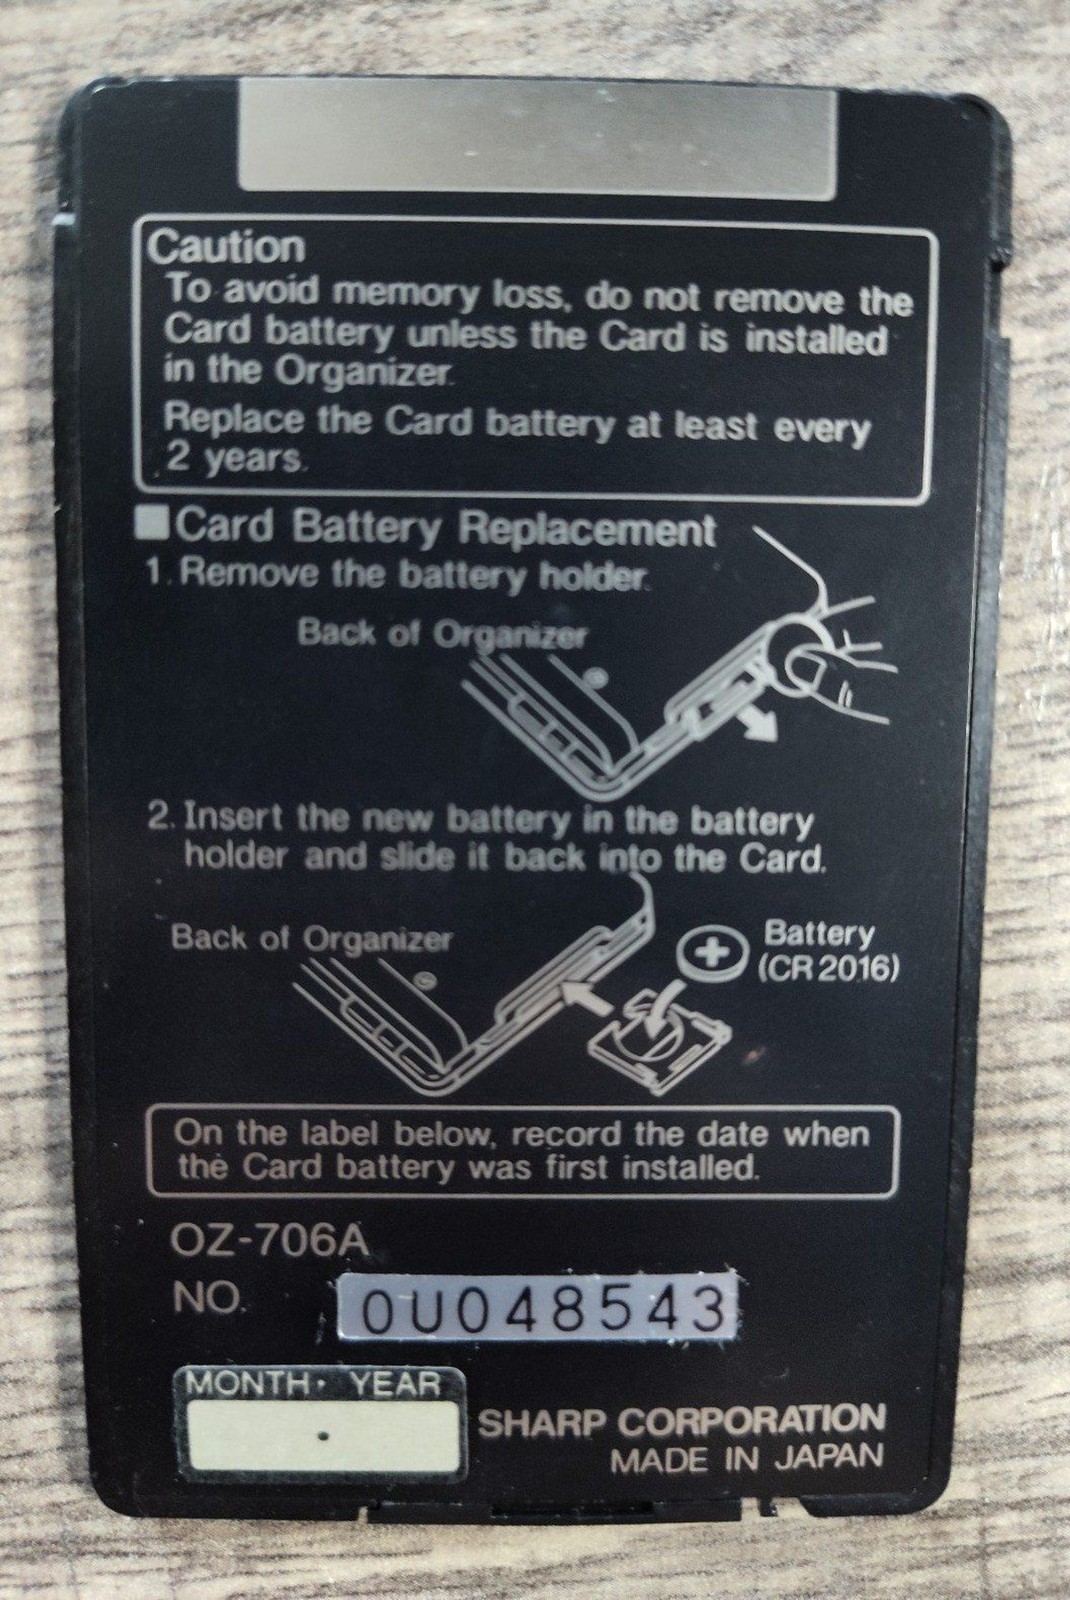 Caution
To avoid memory loss, do not remove the
Card battery unless the Card is installed
in the Organizer.
Replace the Card battery at least every
2 years.
Card Battery Replacement
1. Remove the battery holder.
Back of Organizer
2. Insert the new battery in the battery
holder and slide it back into the Card.
Back of Organizer
Battery
(CR 2016)
On the label below, record the date when
the Card battery was first installed.
OZ-706A
NO. 0U048543
MONTH · YEAR
SHARP CORPORATION
MADE IN JAPAN